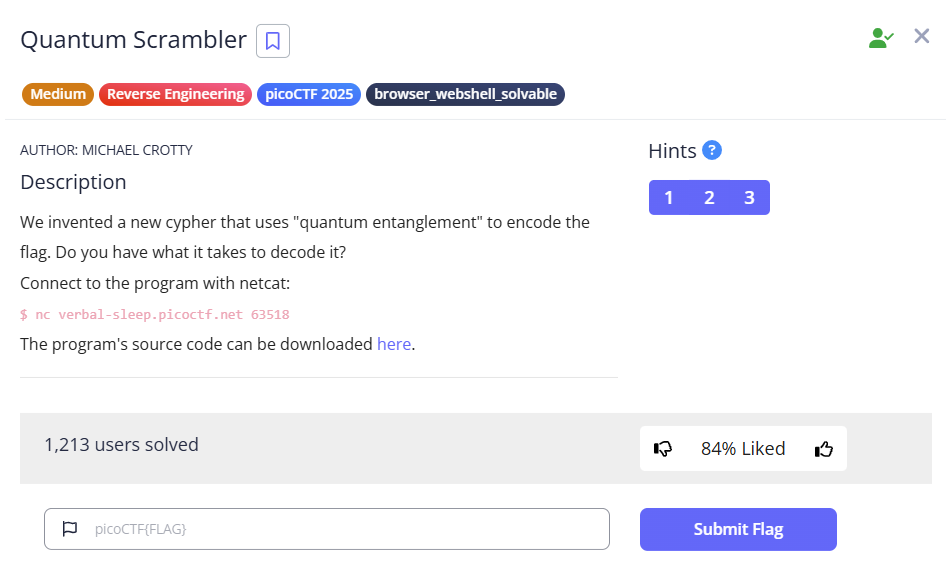 Quantum Scrambler
Medium Reverse Engineering picoCTF 2025 browser_webshell_solvable
AUTHOR: MICHAEL CROTTY
Description
We invented a new cypher that uses "quantum entanglement" to encode the
flag. Do you have what it takes to decode it?
Connect to the program with netcat:
$ nc verbal-sleep.picoctf.net 63518
The program's source code can be downloaded here.
Hints ?
1 2 3
1,213 users solved
84% Liked
picoCTF{FLAG}
Submit Flag